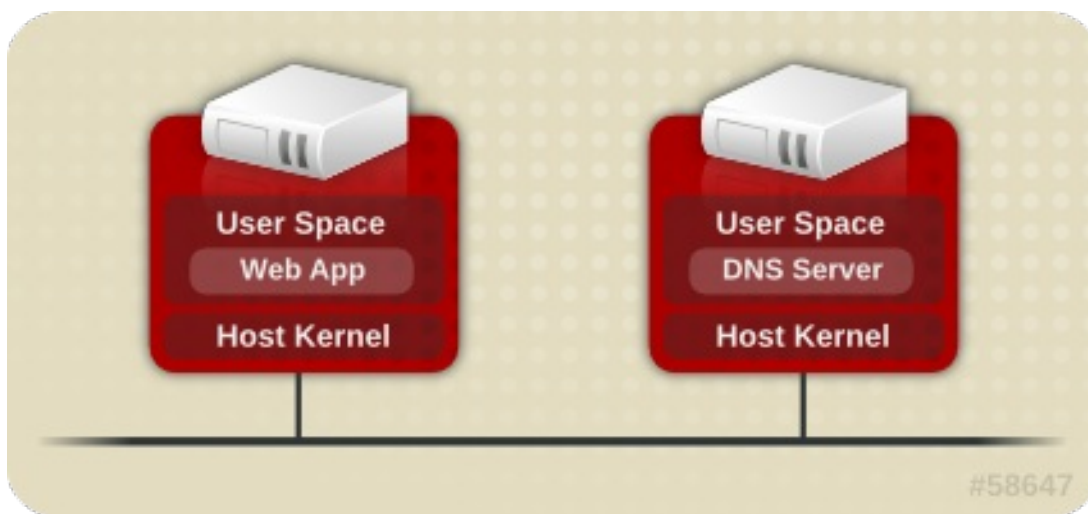 User Space
Web App
Host Kernel
User Space
DNS Server
Host Kernel
#58647